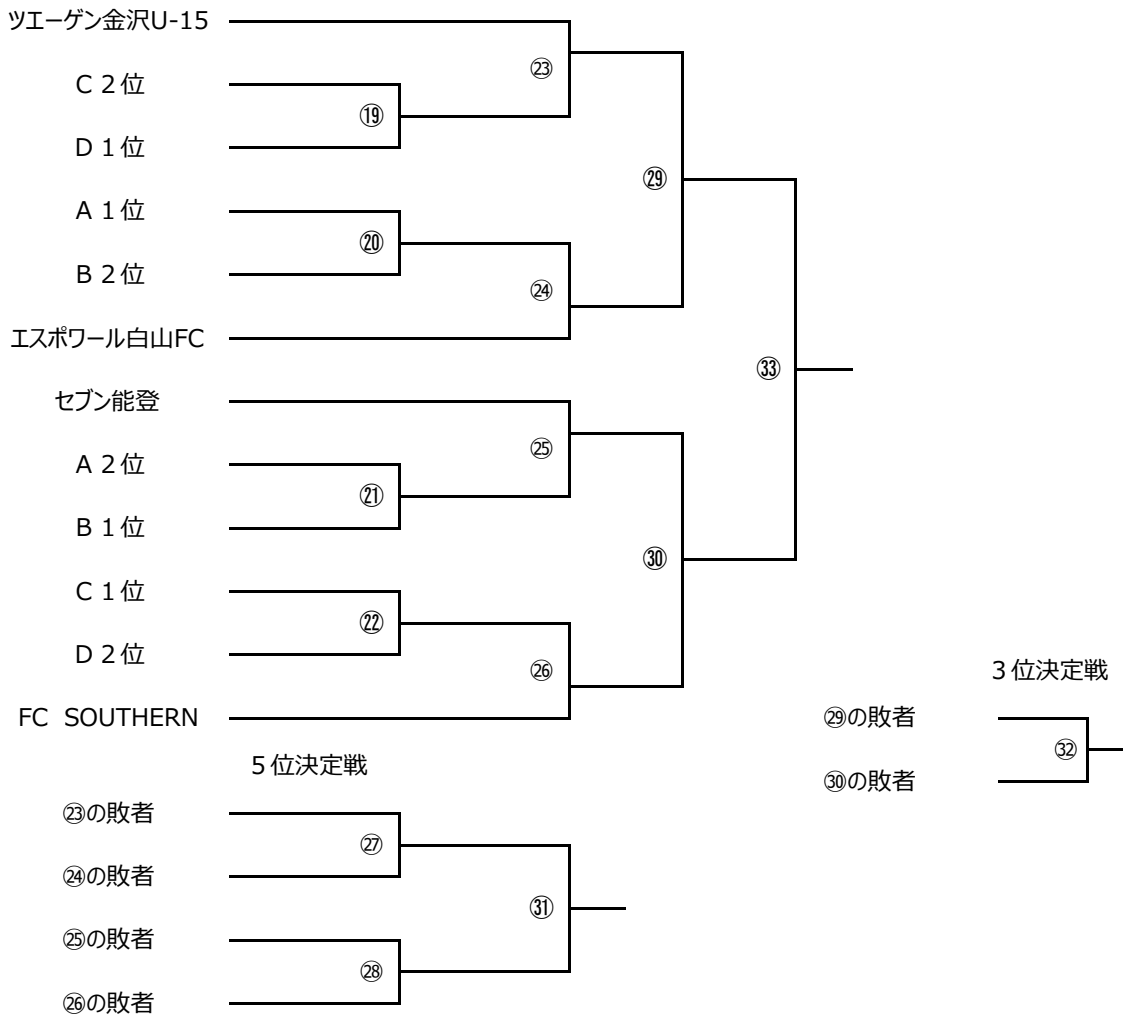 ツエーゲン金沢U-15
㉓
C 2位
⑲
D 1位
㉙
A 1位
⑳
B 2位
㉔
エスポワール白山FC
㉝
セブン能登
㉕
A 2位
㉑
B 1位
㉚
C 1位
㉒
D 2位
㉖
3位決定戦
FC SOUTHERN
㉙の敗者
㉜
㉚の敗者
5位決定戦
㉓の敗者
㉗
㉔の敗者
㉛
㉕の敗者
㉘
㉖の敗者